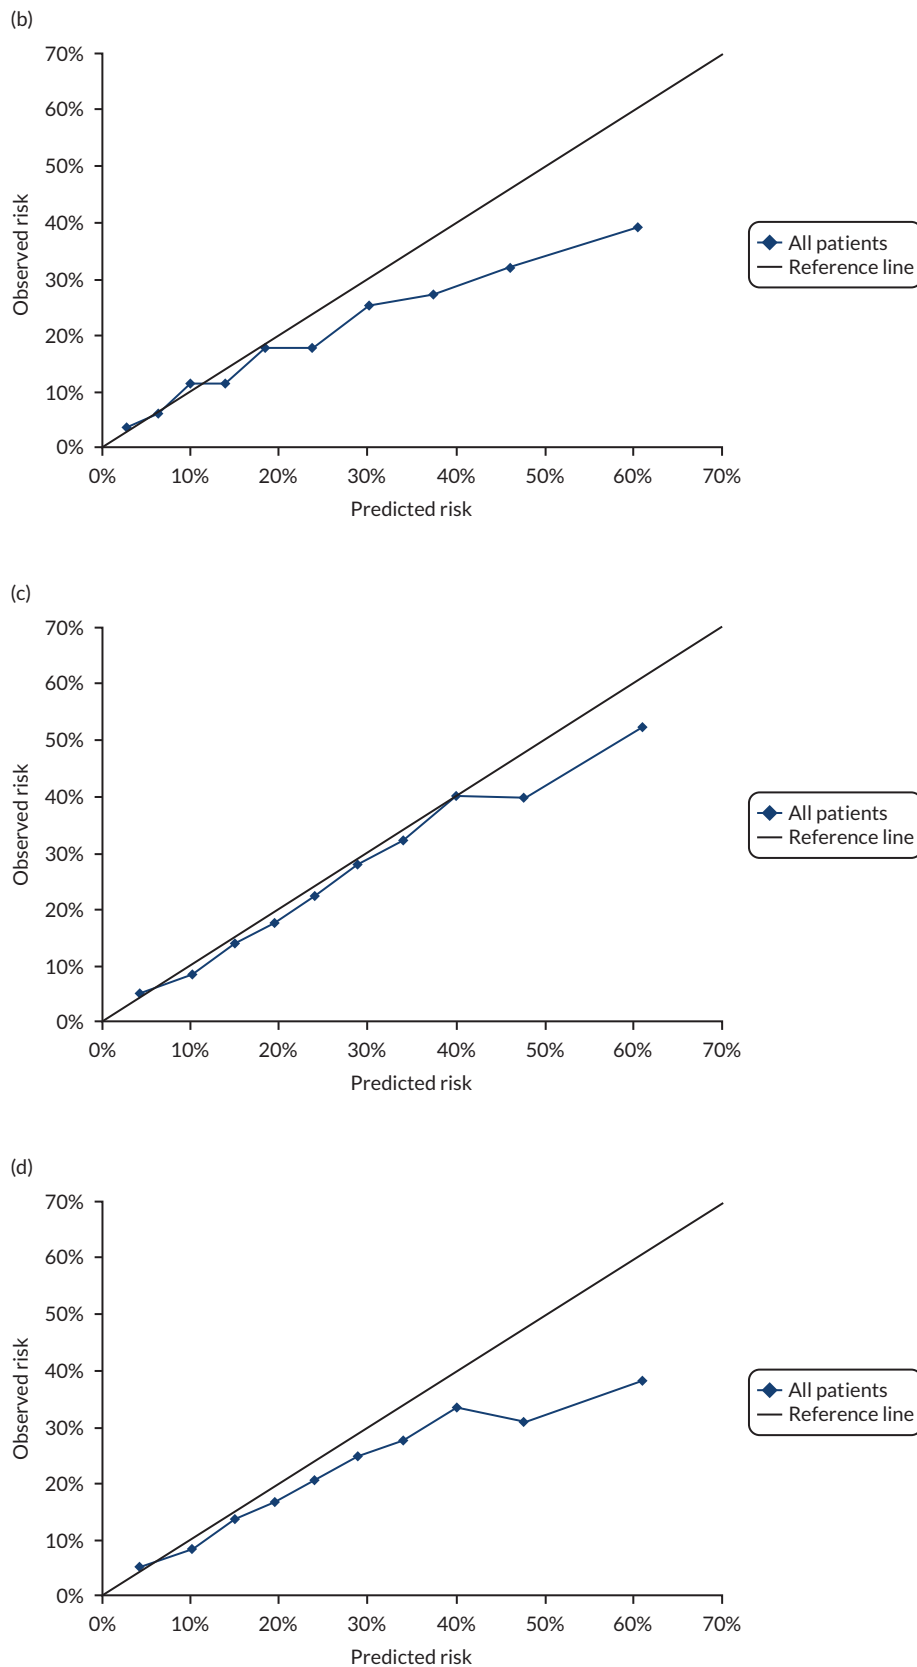 (b)
70%
60%
50%
40%
30%
20%
10%
0%
Observed risk
0% 10% 20% 30% 40% 50% 60% 70%
Predicted risk
All patients
Reference line
(c)
70%
60%
50%
40%
30%
20%
10%
0%
Observed risk
0% 10% 20% 30% 40% 50% 60% 70%
Predicted risk
All patients
Reference line
(d)
70%
60%
50%
40%
30%
20%
10%
0%
Observed risk
0% 10% 20% 30% 40% 50% 60% 70%
Predicted risk
All patients
Reference line